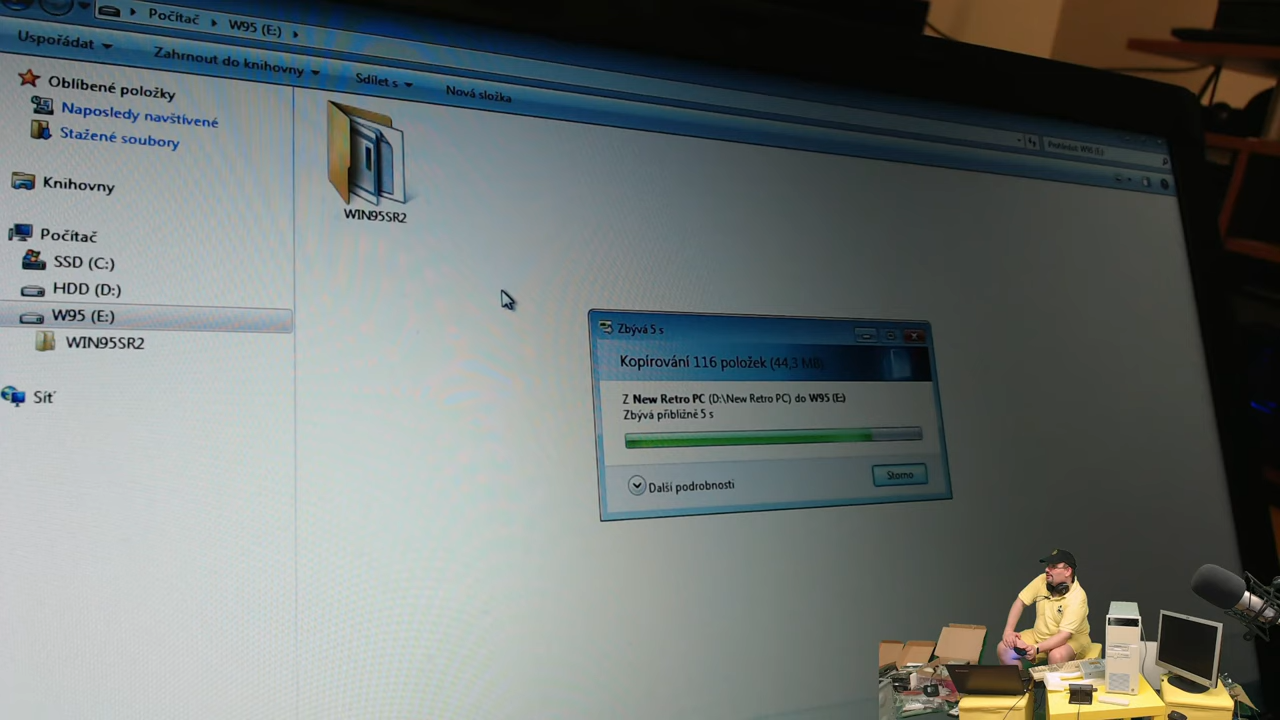 Počítač
W95 (E:)
Uspořádat
Zahrnout do knihovny
Sdílet s
Nová složka
Prohledat: W95 (E:)
Oblíbené položky
Naposledy navštívené
Stažené soubory
Knihovny
Počítač
SSD (C:)
HDD (D:)
W95 (E:)
WIN95SR2
Síť
WIN95SR2
Zbývá 5 s
Kopírování 116 položek (44,3 MB)
Z New Retro PC (D:\New Retro PC) do W95 (E:)
Zbývá přibližně 5 s
Další podrobnosti
Storno